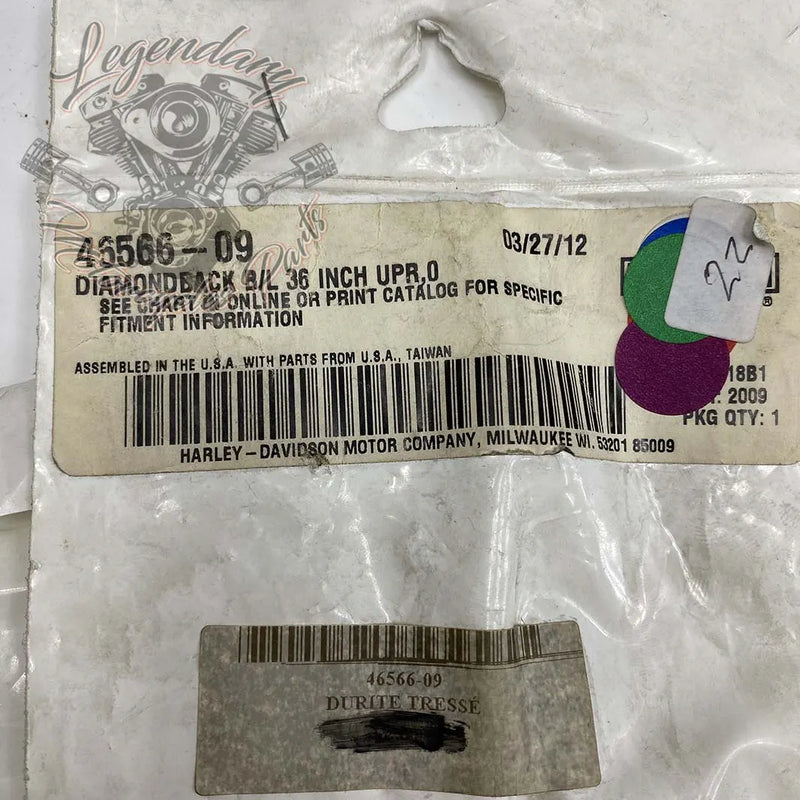 Legendary
Parts
46566-09
03/27/12
22
DIAMONDBACK B/L 36 INCH UPR,0
SEE CHART IN ONLINE OR PRINT CATALOG FOR SPECIFIC
FITMENT INFORMATION
®
ASSEMBLED IN THE U.S.A. WITH PARTS FROM U.S.A., TAIWAN
18B1
: 2009
PKG QTY: 1
HARLEY-DAVIDSON MOTOR COMPANY, MILWAUKEE WI. 53201 85009
46566-09
DURITE TRESSÉ